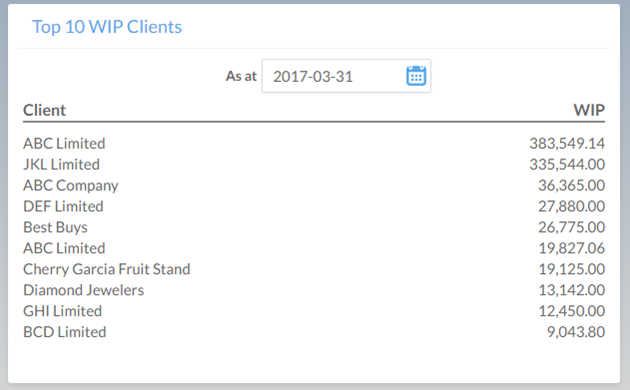 Top 10 WIP Clients
As at 2017-03-31
Client WIP
ABC Limited 383,549.14
JKL Limited 335,544.00
ABC Company 36,365.00
DEF Limited 27,880.00
Best Buys 26,775.00
ABC Limited 19,827.06
Cherry Garcia Fruit Stand 19,125.00
Diamond Jewelers 13,142.00
GHI Limited 12,450.00
BCD Limited 9,043.80